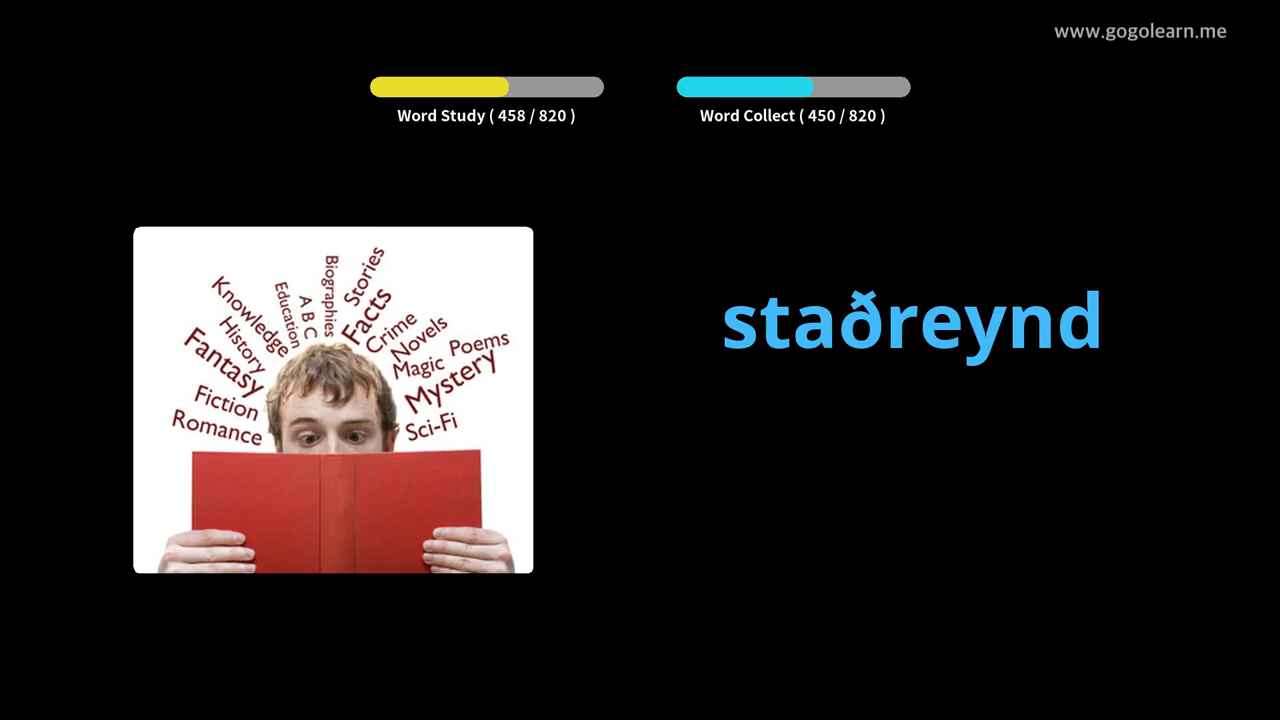 www.gogolearn.me
Word Study ( 458 / 820 )
Word Collect ( 450 / 820 )
Biographies
Stories
Education
A B C
Facts
Knowledge
Crime
History
Novels
Fantasy
Magic
Poems
Mystery
Fiction
Romance
Sci-Fi
staðreynd